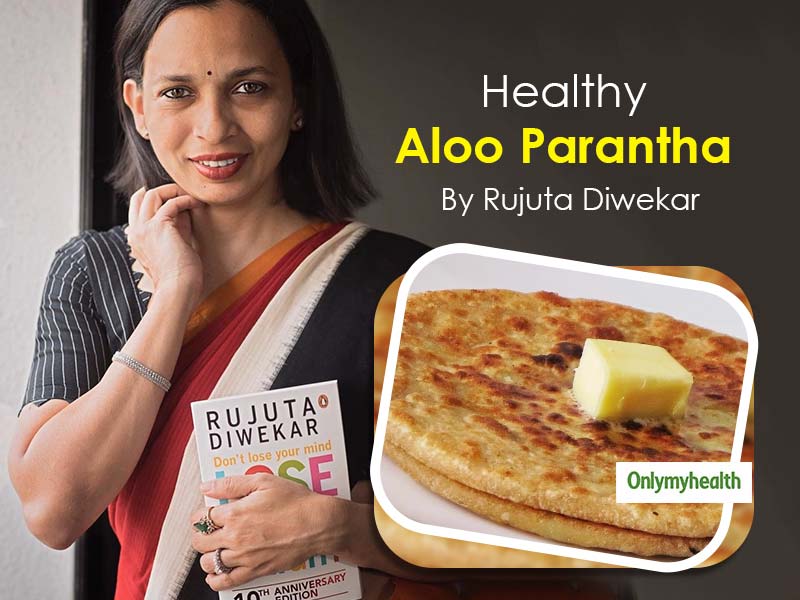 Healthy
Aloo Parantha
By Rujuta Diwekar
RUJUTA
DIWEKAR
Don't lose your mind
LOSE
10TH ANNIVERSARY
EDITION
Onlymyhealth